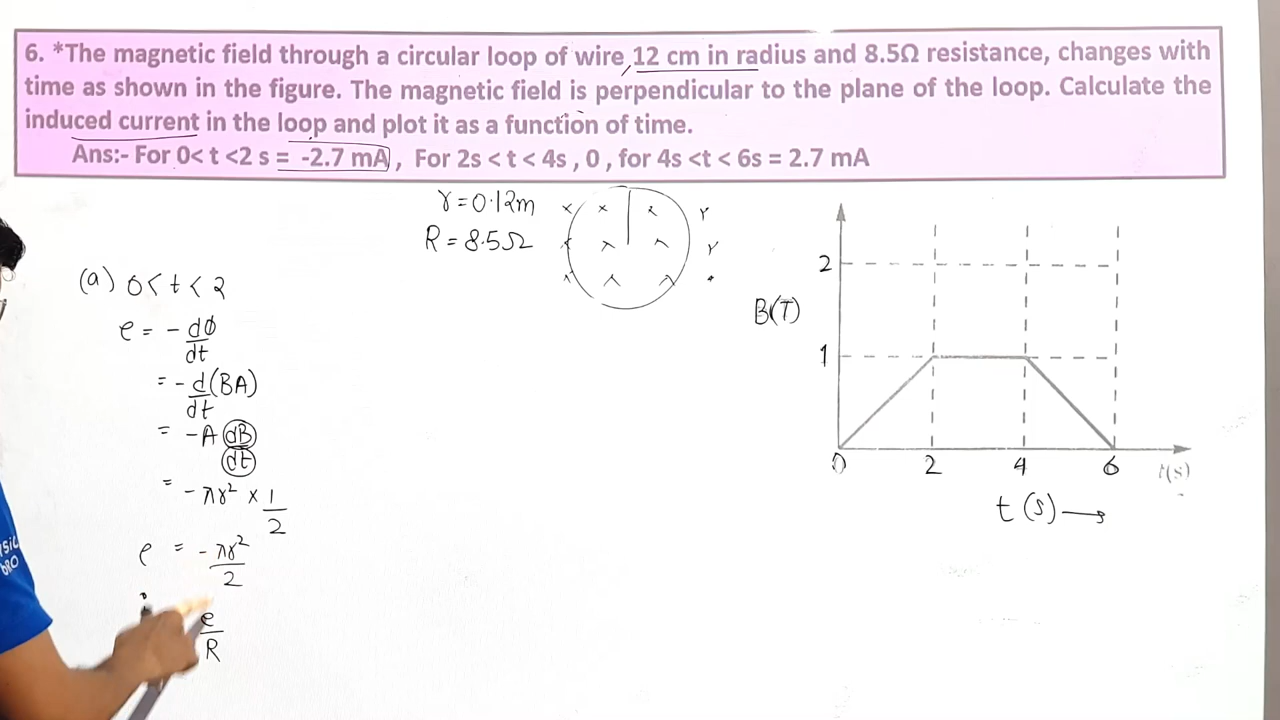 6. *The magnetic field through a circular loop of wire 12 cm in radius and 8.5Ω resistance, changes with
time as shown in the figure. The magnetic field is perpendicular to the plane of the loop. Calculate the
induced current in the loop and plot it as a function of time.
Ans:- For 0< t <2 s = -2.7 mA , For 2s < t < 4s , 0 , for 4s <t < 6s = 2.7 mA
r = 0.12m
R = 8.5Ω
(a) 0 < t < 2
e = - dϕ/dt
= - d/dt (BA)
= -A dB/dt
= -πr² × 1/2
e = -πr²/2
e/R
B(T)
2
1
0 2 4 6 t(s)
t (s) →